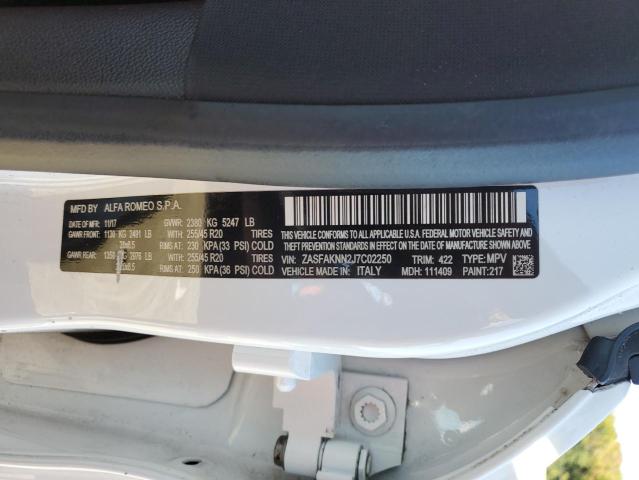 MFD BY ALFA ROMEO S.P.A.
DATE OF MFR 11/17 GVWR: 2380 KG 5247 LB
GAWR FRONT: 1130 KG 2491 LB WITH: 255/45 R20 TIRES
RIMS: 230 KPA(33 PSI) COLD
GAWR REAR: 1350 KG 2976 LB WITH: 255/45 R20 TIRES
RIMS: 250 KPA(36 PSI) COLD
THIS VEHICLE CONFORMS TO ALL APPLICABLE U.S.A. FEDERAL MOTOR VEHICLE SAFETY,
BUMPER, AND THEFT PREVENTION STANDARDS IN EFFECT ON THE DATE OF MANUFACTURE SHOWN ABOVE.
VIN: ZASFAKNN2J7C02250 TYPE: MPV
VEHICLE MADE IN: ITALY TRIM: 422
MDH: 111409 PAINT: 217